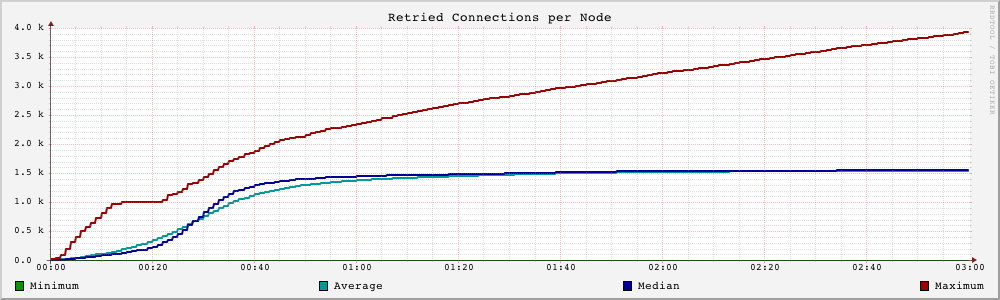 Retried Connections per Node
4.0 k
3.5 k
3.0 k
2.5 k
2.0 k
1.5 k
1.0 k
0.5 k
0.0
00:00 00:20 00:40 01:00 01:20 01:40 02:00 02:20 02:40 03:00
Minimum Average Median Maximum
RRDTOOL / TOBI OETIKER